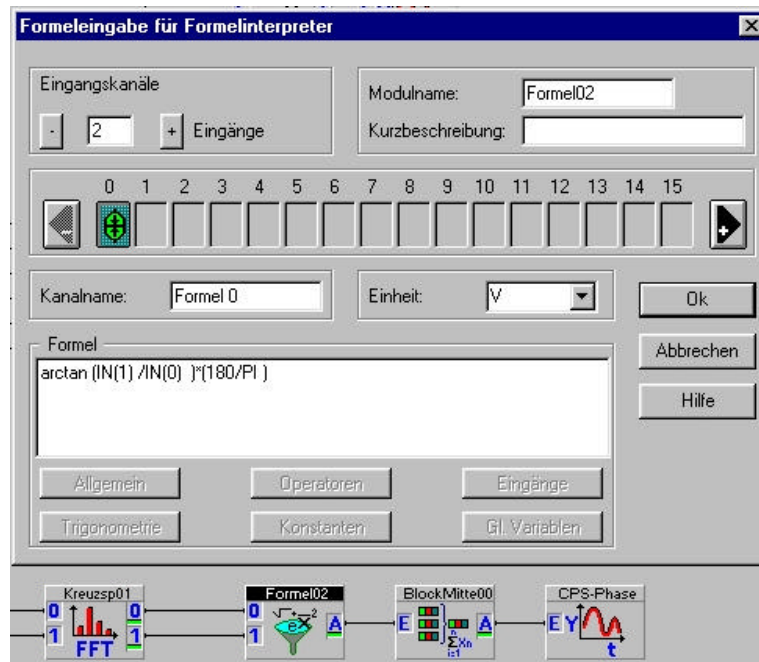 Formeleingabe für Formelinterpreter
Eingangskanäle
- 2 + Eingänge
Modulname: Formel02
Kurzbeschreibung:
0 1 2 3 4 5 6 7 8 9 10 11 12 13 14 15
Kanalname: Formel 0
Einheit: V
Ok
Formel
arctan (IN(1) /IN(0) )*(180/PI )
Abbrechen
Hilfe
Allgemein Operatoren Eingänge
Trigonometrie Konstanten Gl. Variablen
Kreuzsp01 Formel02 BlockMitte00 CPS-Phase
0 0 0 A E A E Y
1 1 1
FFT t